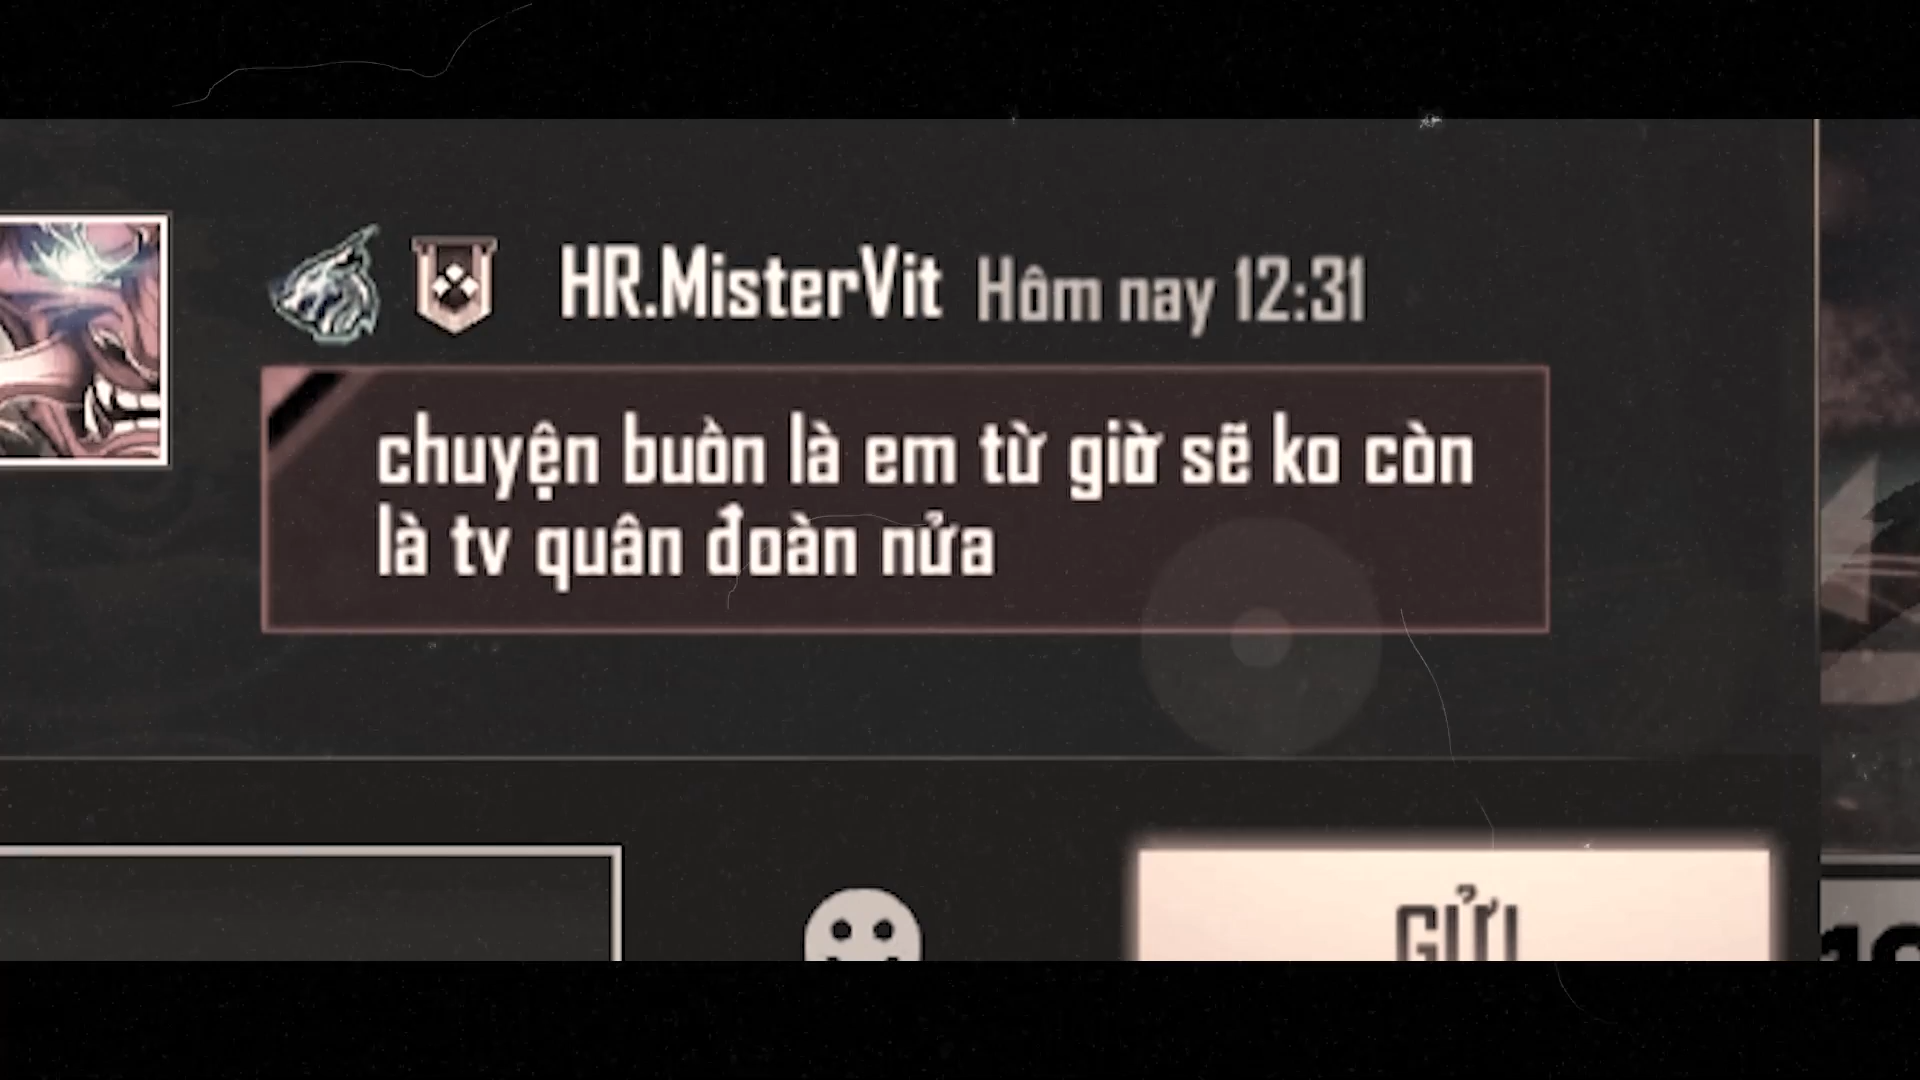 HR.MisterVit Hôm nay 12:31
chuyện buồn là em từ giờ sẽ ko còn
là tv quân đoàn nửa
GỬI